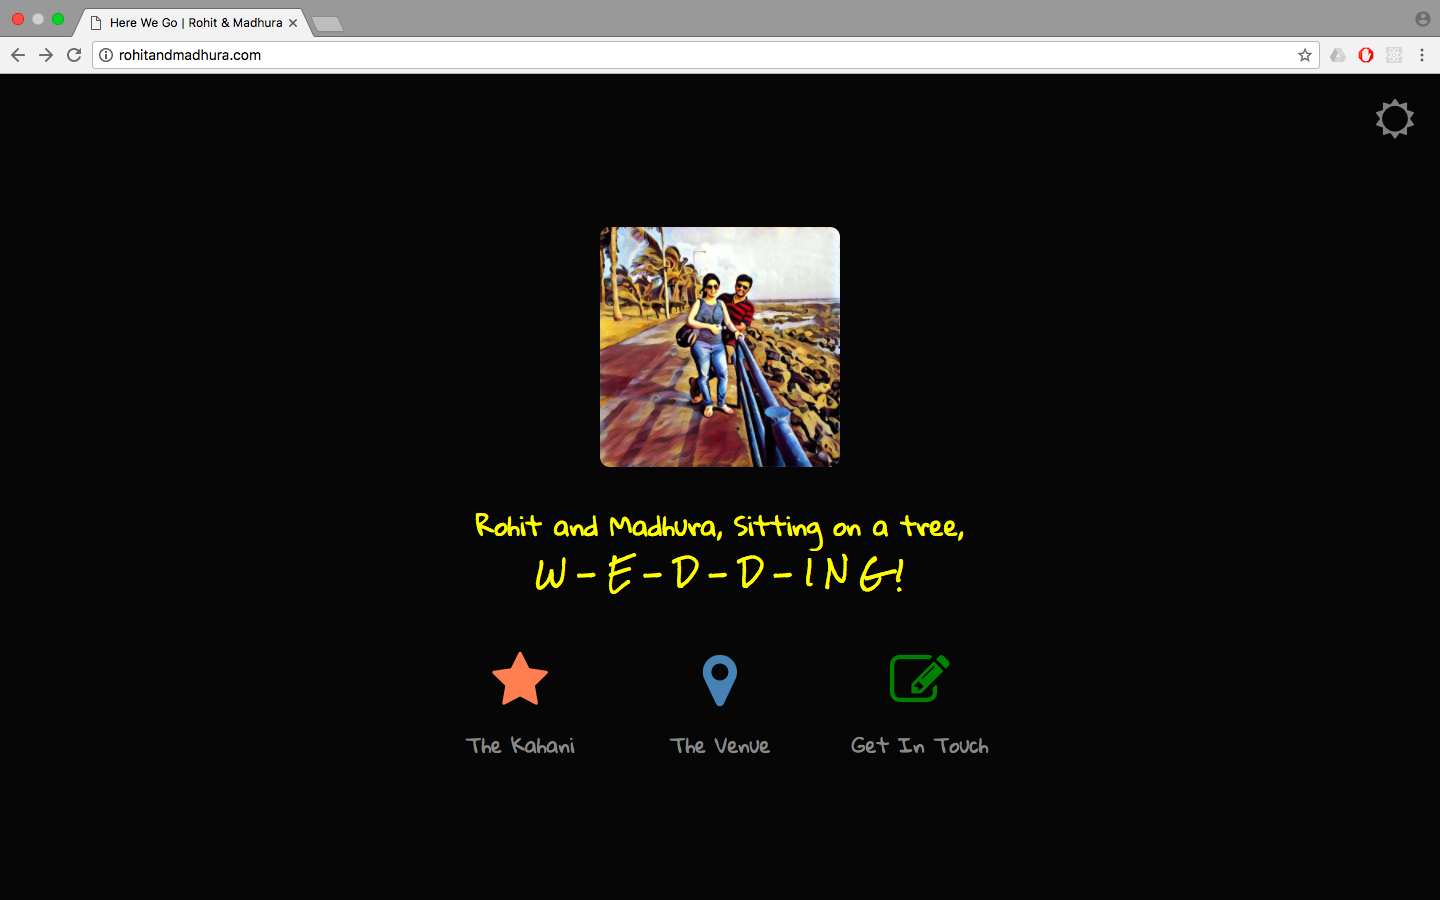 Here We Go | Rohit & Madhura
rohitandmadhura.com
Rohit and Madhura, Sitting on a tree,
W-E-D-D-ING!
The Kahani
The Venue
Get In Touch